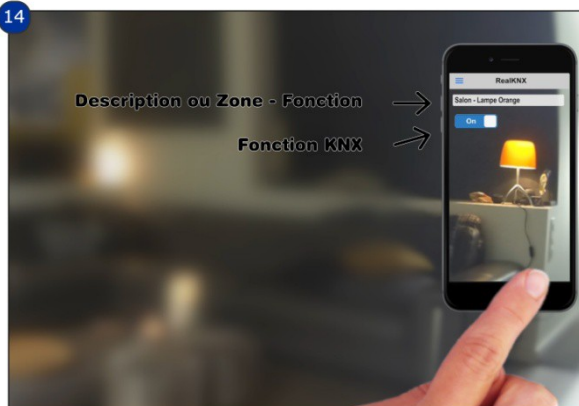 14
RealKNX
Description ou Zone - Fonction
Salon - Lampe Orange
On
Fonction KNX